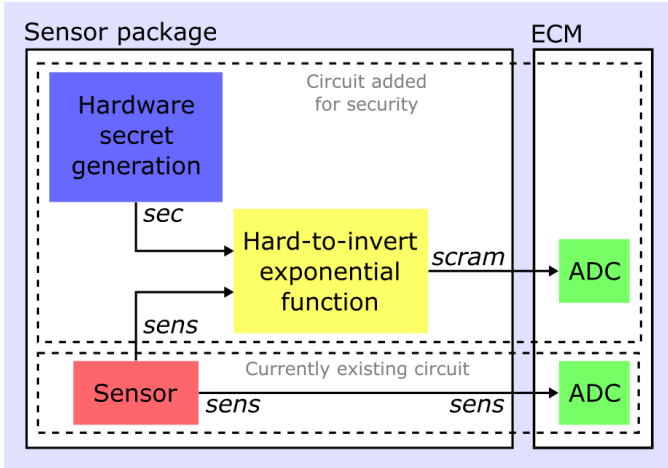 Sensor package
ECM
Circuit added
for security
Hardware
secret
generation
sec
Hard-to-invert
exponential
function
scram
ADC
sens
Currently existing circuit
Sensor
sens
sens
ADC